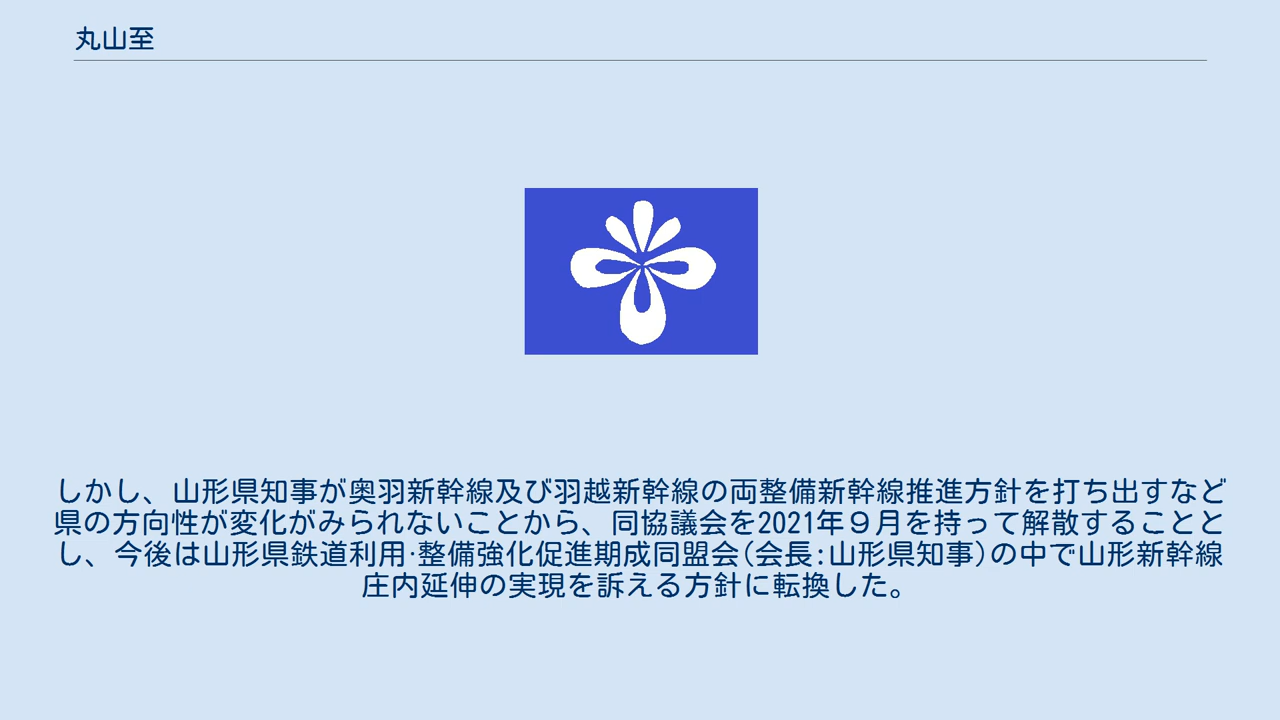 丸山至
しかし、山形県知事が奥羽新幹線及び羽越新幹線の両整備新幹線推進方針を打ち出すなど
県の方向性が変化がみられないことから、同協議会を2021年９月を持って解散することと
し、今後は山形県鉄道利用·整備強化促進期成同盟会(会長:山形県知事)の中で山形新幹線
庄内延伸の実現を訴える方針に転換した。